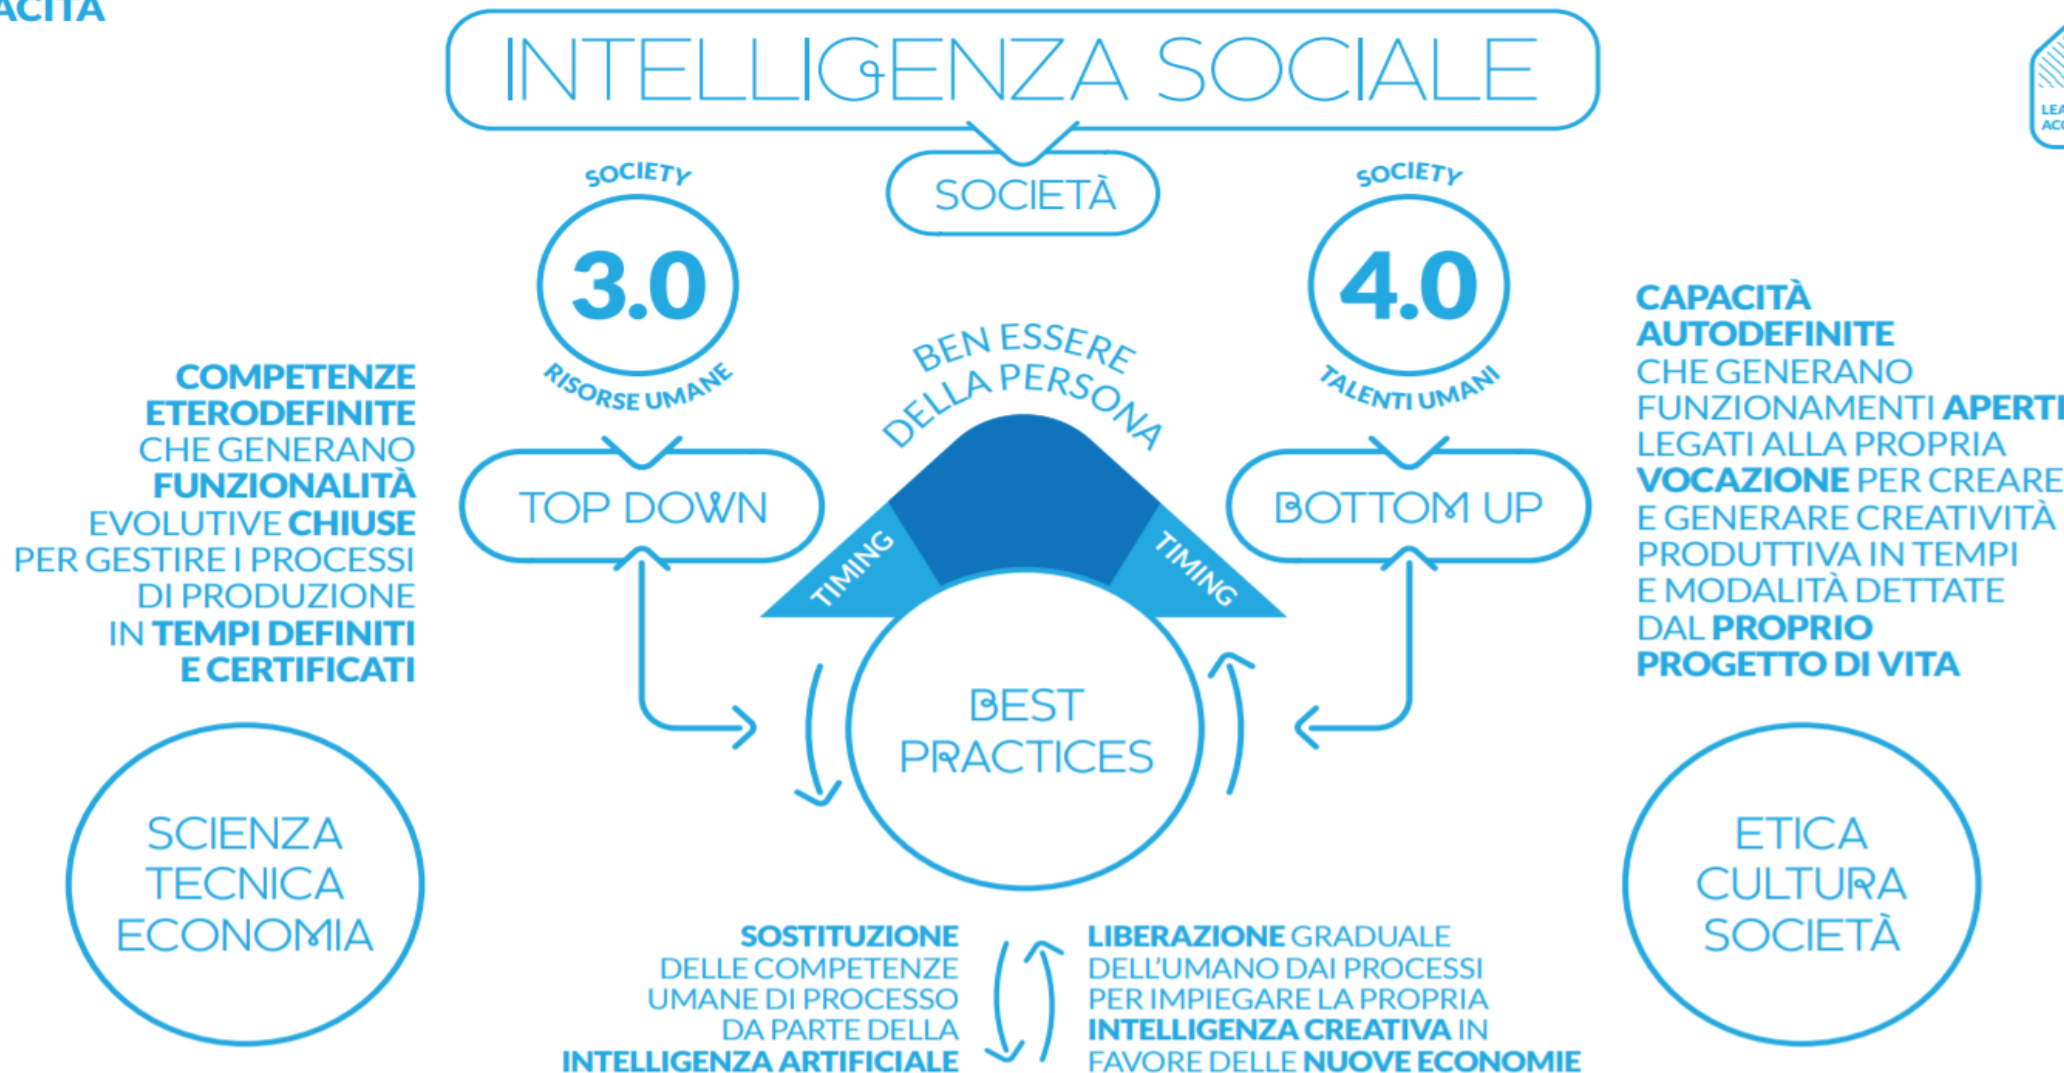 INTELLIGENZA SOCIALE
SOCIETÀ
SOCIETY
3.0
RISORSE UMANE
TOP DOWN
COMPETENZE
ETERODEFINITE
CHE GENERANO
FUNZIONALITÀ
EVOLUTIVE CHIUSE
PER GESTIRE I PROCESSI
DI PRODUZIONE
IN TEMPI DEFINITI
E CERTIFICATI
SCIENZA
TECNICA
ECONOMIA
BEN ESSERE
DELLA PERSONA
TIMING
TIMING
BEST
PRACTICES
SOCIETY
4.0
TALENTI UMANI
BOTTOM UP
CAPACITÀ
AUTODEFINITE
CHE GENERANO
FUNZIONAMENTI APERTI
LEGATI ALLA PROPRIA
VOCAZIONE PER CREARE
E GENERARE CREATIVITÀ
PRODUTTIVA IN TEMPI
E MODALITÀ DETTATE
DAL PROPRIO
PROGETTO DI VITA
ETICA
CULTURA
SOCIETÀ
SOSTITUZIONE
DELLE COMPETENZE
UMANE DI PROCESSO
DA PARTE DELLA
INTELLIGENZA ARTIFICIALE
LIBERAZIONE GRADUALE
DELL'UMANO DAI PROCESSI
PER IMPIEGARE LA PROPRIA
INTELLIGENZA CREATIVA IN
FAVORE DELLE NUOVE ECONOMIE